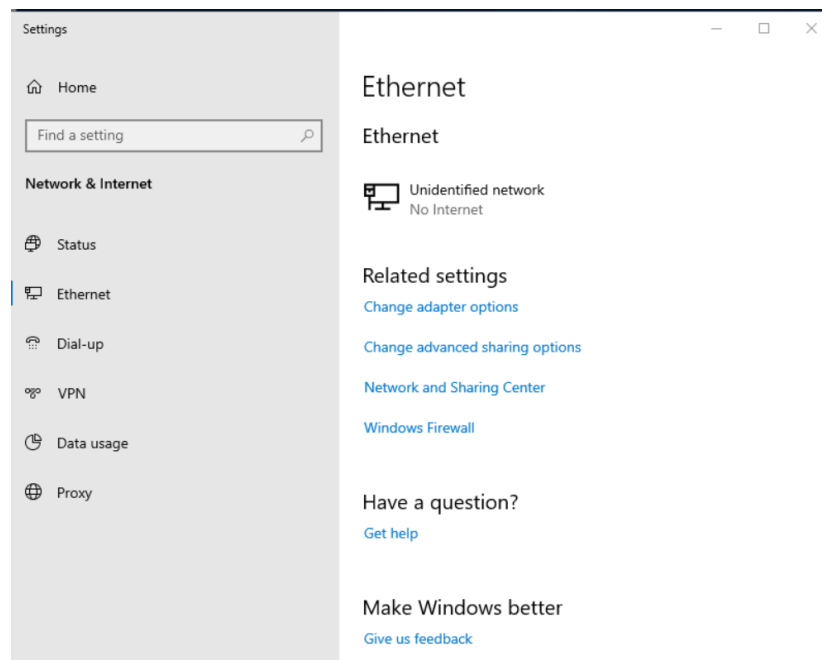 Settings
Home
Find a setting
Network & Internet
Status
Ethernet
Dial-up
VPN
Data usage
Proxy
Ethernet
Ethernet
Unidentified network
No Internet
Related settings
Change adapter options
Change advanced sharing options
Network and Sharing Center
Windows Firewall
Have a question?
Get help
Make Windows better
Give us feedback